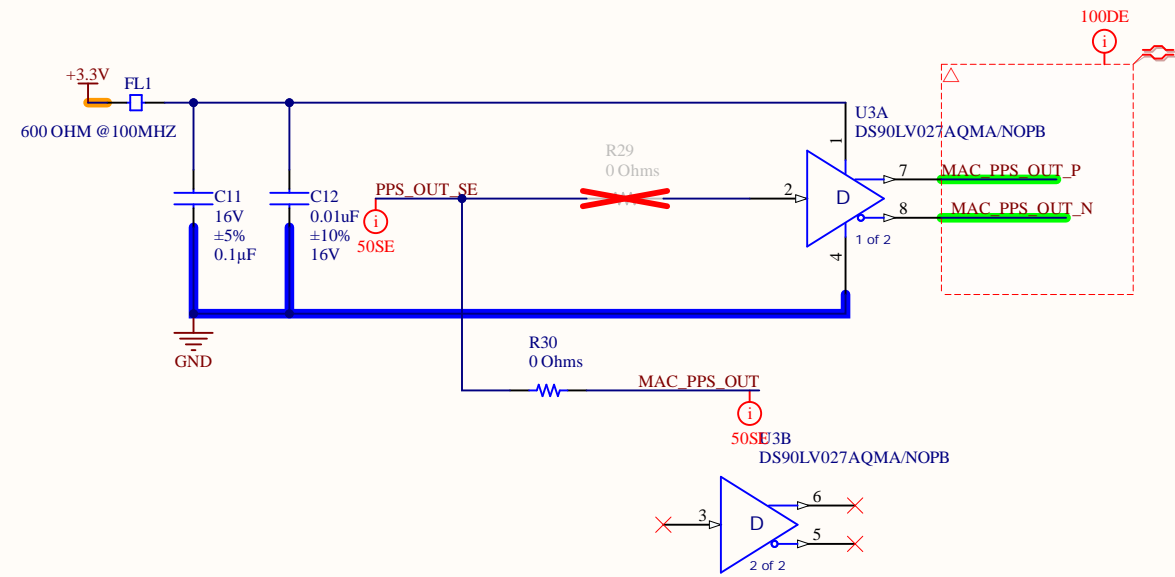 100DE
i
+3.3V
FL1
600 OHM @100MHZ
U3A
DS90LV027AQMA/NOPB
1
R29
0 Ohms
C11
16V
±5%
0.1µF
C12
0.01uF
±10%
16V
PPS_OUT_SE
i
50SE
2
D
7
MAC_PPS_OUT_P
8
MAC_PPS_OUT_N
1 of 2
4
GND
R30
0 Ohms
MAC_PPS_OUT
i
50SE
U3B
DS90LV027AQMA/NOPB
3
D
6
5
2 of 2